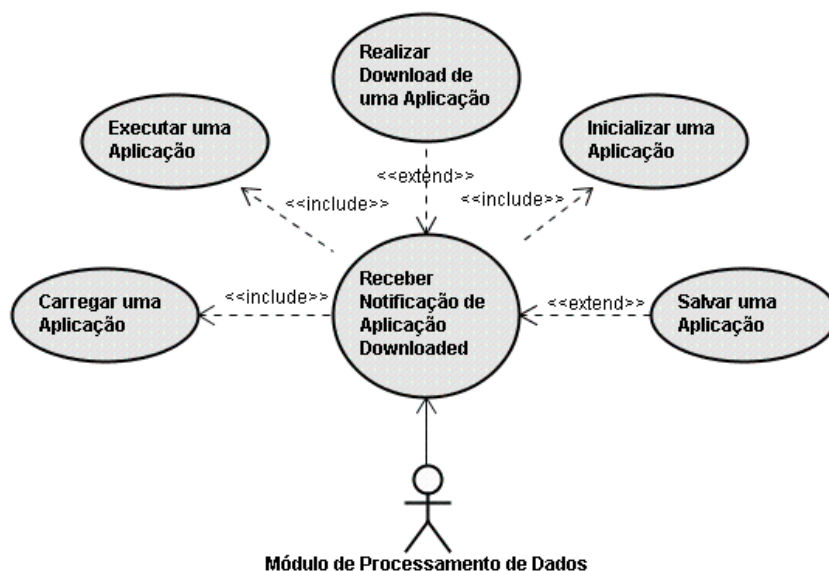 Realizar
Download de
uma Aplicação
Executar uma
Aplicação
Inicializar uma
Aplicação
<<extend>>
<<include>>
<<include>>
Carregar uma
Aplicação
<<include>>
Receber
Notificação de
Aplicação
Downloaded
<<extend>>
Salvar uma
Aplicação
Módulo de Processamento de Dados